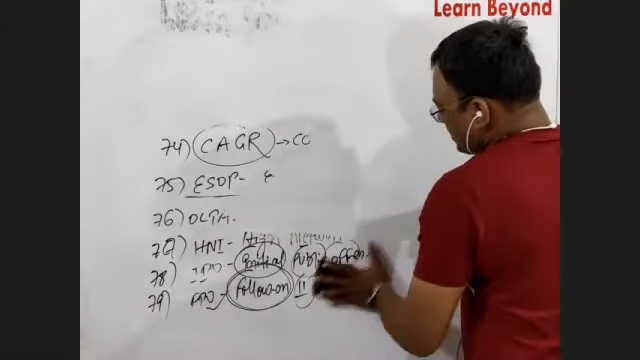 Learn Beyond
74) CAGR → CO
75) ESOP - E
76) DLTA.
77) HNI -
78) IPO - Initial Public offer
79) FPO - Follow on "